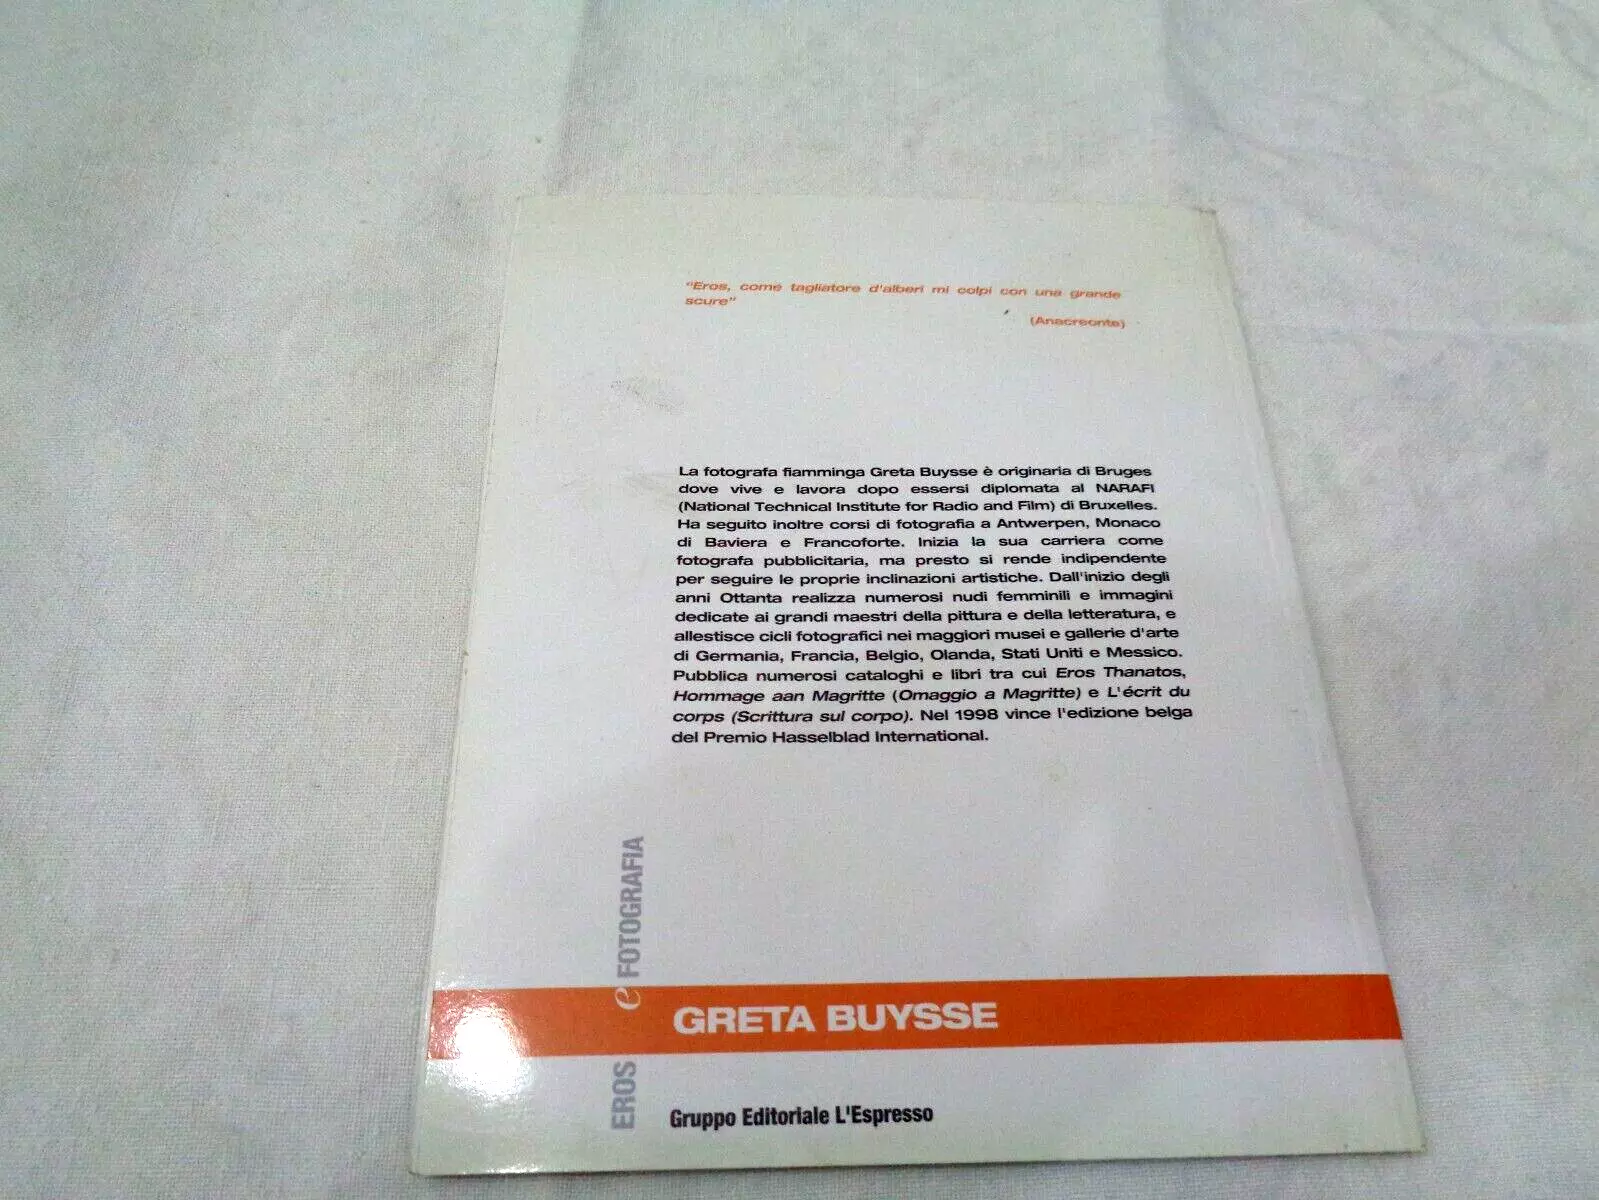 "Eros, come tagliatore d'alberi mi colpi con una grande
scure"
(Anacreonte)
La fotografa fiamminga Greta Buysse è originaria di Bruges
dove vive e lavora dopo essersi diplomata al NARAFI
(National Technical Institute for Radio and Film) di Bruxelles.
Ha seguito inoltre corsi di fotografia a Antwerpen, Monaco
di Baviera e Francoforte. Inizia la sua carriera come
fotografa pubblicitaria, ma presto si rende indipendente
per seguire le proprie inclinazioni artistiche. Dall'inizio degli
anni Ottanta realizza numerosi nudi femminili e immagini
dedicate ai grandi maestri della pittura e della letteratura, e
allestisce cicli fotografici nei maggiori musei e gallerie d'arte
di Germania, Francia, Belgio, Olanda, Stati Uniti e Messico.
Pubblica numerosi cataloghi e libri tra cui Eros Thanatos,
Hommage aan Magritte (Omaggio a Magritte) e L'écrit du
corps (Scrittura sul corpo). Nel 1998 vince l'edizione belga
del Premio Hasselblad International.
EROS e FOTOGRAFIA
GRETA BUYSSE
Gruppo Editoriale L'Espresso